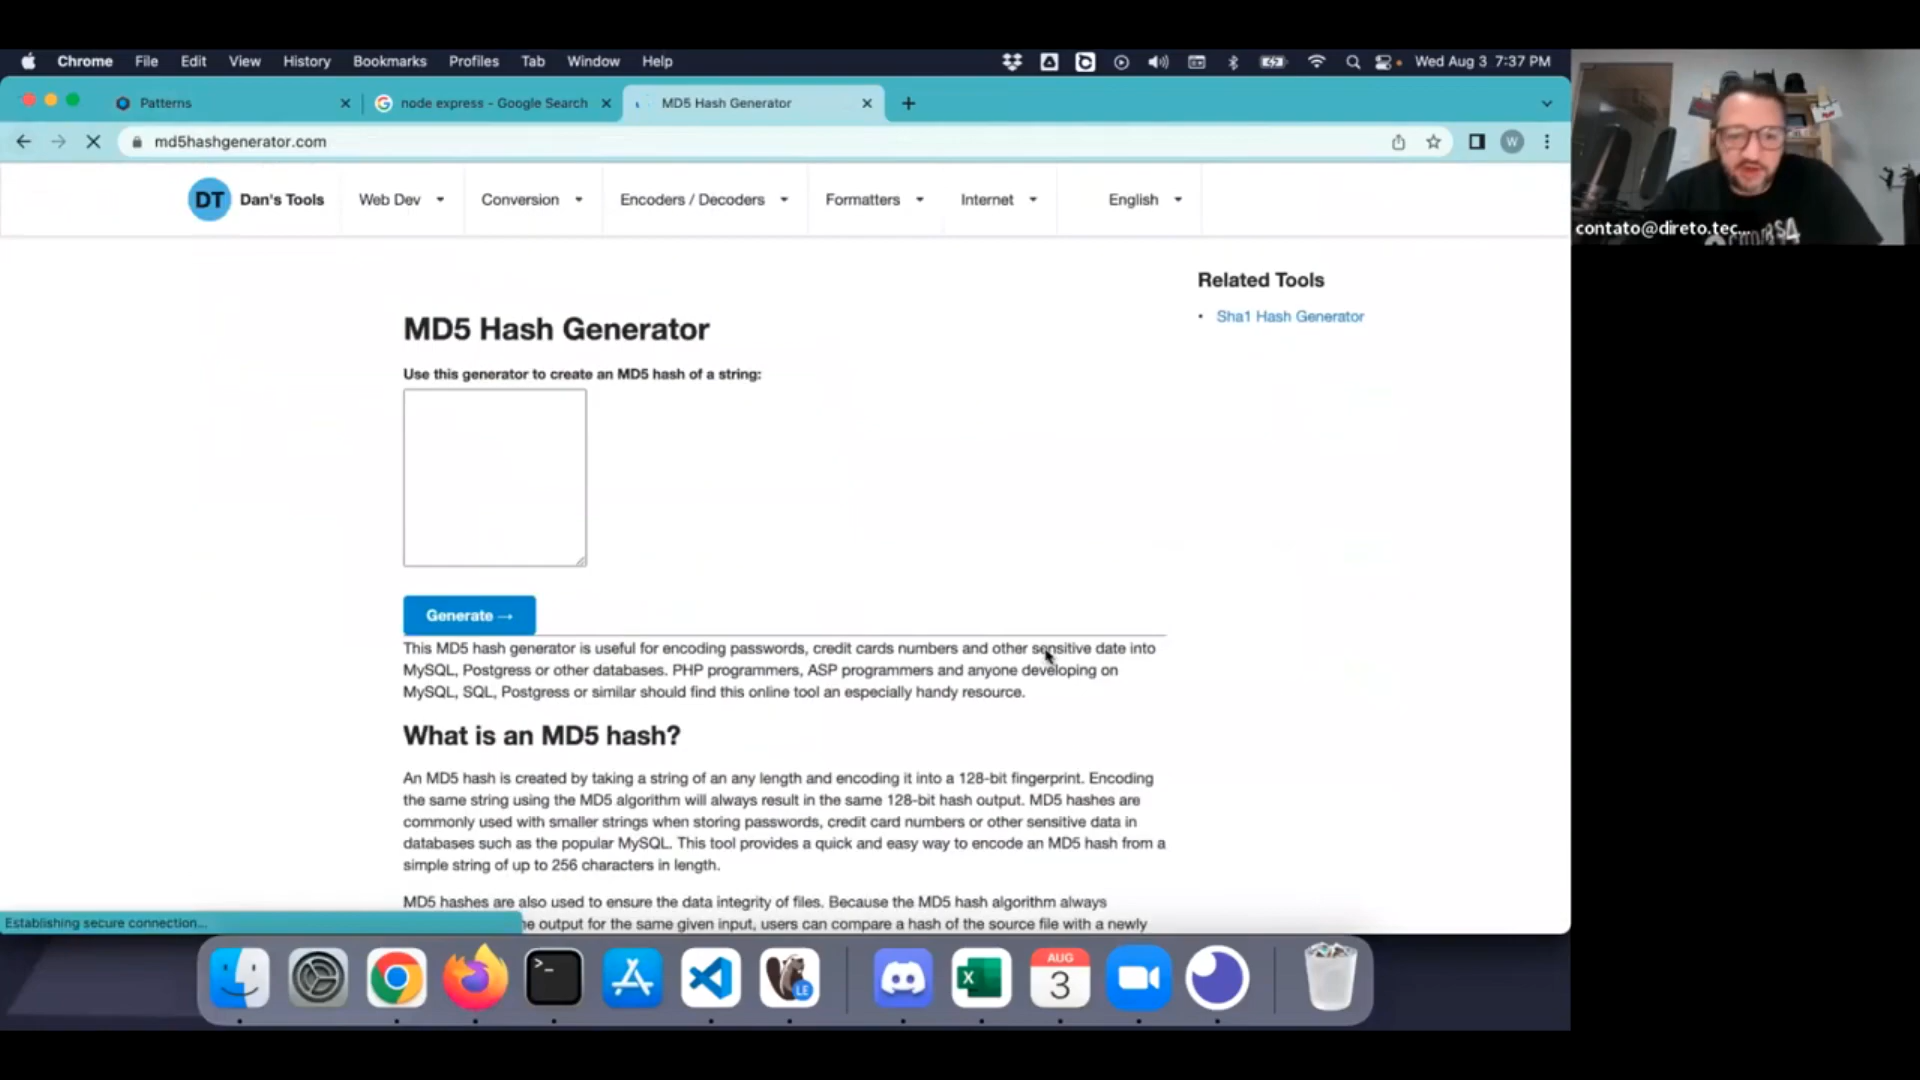 Chrome File Edit View History Bookmarks Profiles Tab Window Help Wed Aug 3 7:37 PM
Patterns node express - Google Search MD5 Hash Generator
md5hashgenerator.com W
DT Dan's Tools Web Dev Conversion Encoders / Decoders Formatters Internet English
contato@direto.tec...
Related Tools
• Sha1 Hash Generator
MD5 Hash Generator
Use this generator to create an MD5 hash of a string:
Generate →
This MD5 hash generator is useful for encoding passwords, credit cards numbers and other sensitive date into
MySQL, Postgress or other databases. PHP programmers, ASP programmers and anyone developing on
MySQL, SQL, Postgress or similar should find this online tool an especially handy resource.
What is an MD5 hash?
An MD5 hash is created by taking a string of an any length and encoding it into a 128-bit fingerprint. Encoding
the same string using the MD5 algorithm will always result in the same 128-bit hash output. MD5 hashes are
commonly used with smaller strings when storing passwords, credit card numbers or other sensitive data in
databases such as the popular MySQL. This tool provides a quick and easy way to encode an MD5 hash from a
simple string of up to 256 characters in length.
MD5 hashes are also used to ensure the data integrity of files. Because the MD5 hash algorithm always
output for the same given input, users can compare a hash of the source file with a newly
Establishing secure connection...
>_ LE X AUG
3